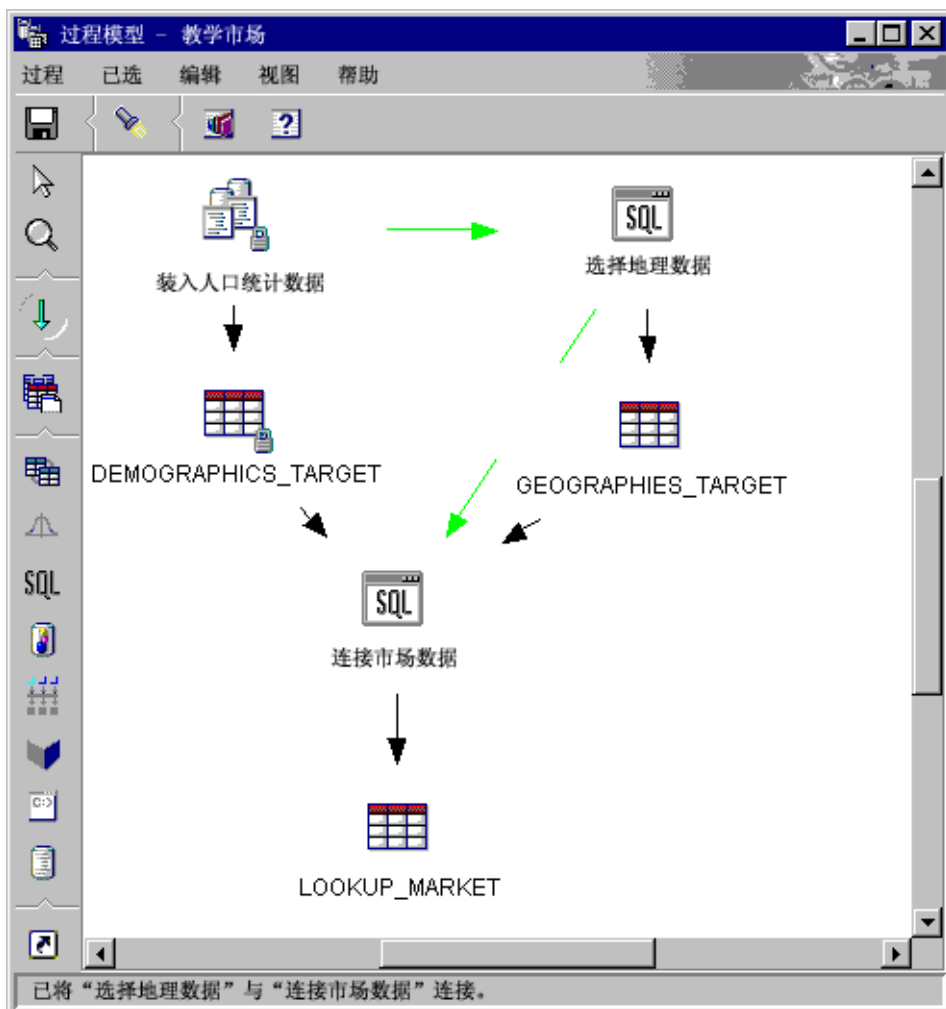 过程模型 - 教学市场
过程 已选 编辑 视图 帮助
SQL
装入人口统计数据
选择地理数据
DEMOGRAPHICS_TARGET
GEOGRAPHIES_TARGET
SQL
SQL
连接市场数据
C:>
LOOKUP_MARKET
已将“选择地理数据”与“连接市场数据”连接。